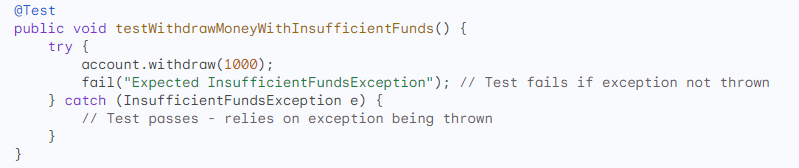 @Test
public void testWithdrawMoneyWithInsufficientFunds() {
    try {
        account.withdraw(1000);
        fail("Expected InsufficientFundsException"); // Test fails if exception not thrown
    } catch (InsufficientFundsException e) {
        // Test passes - relies on exception being thrown
    }
}